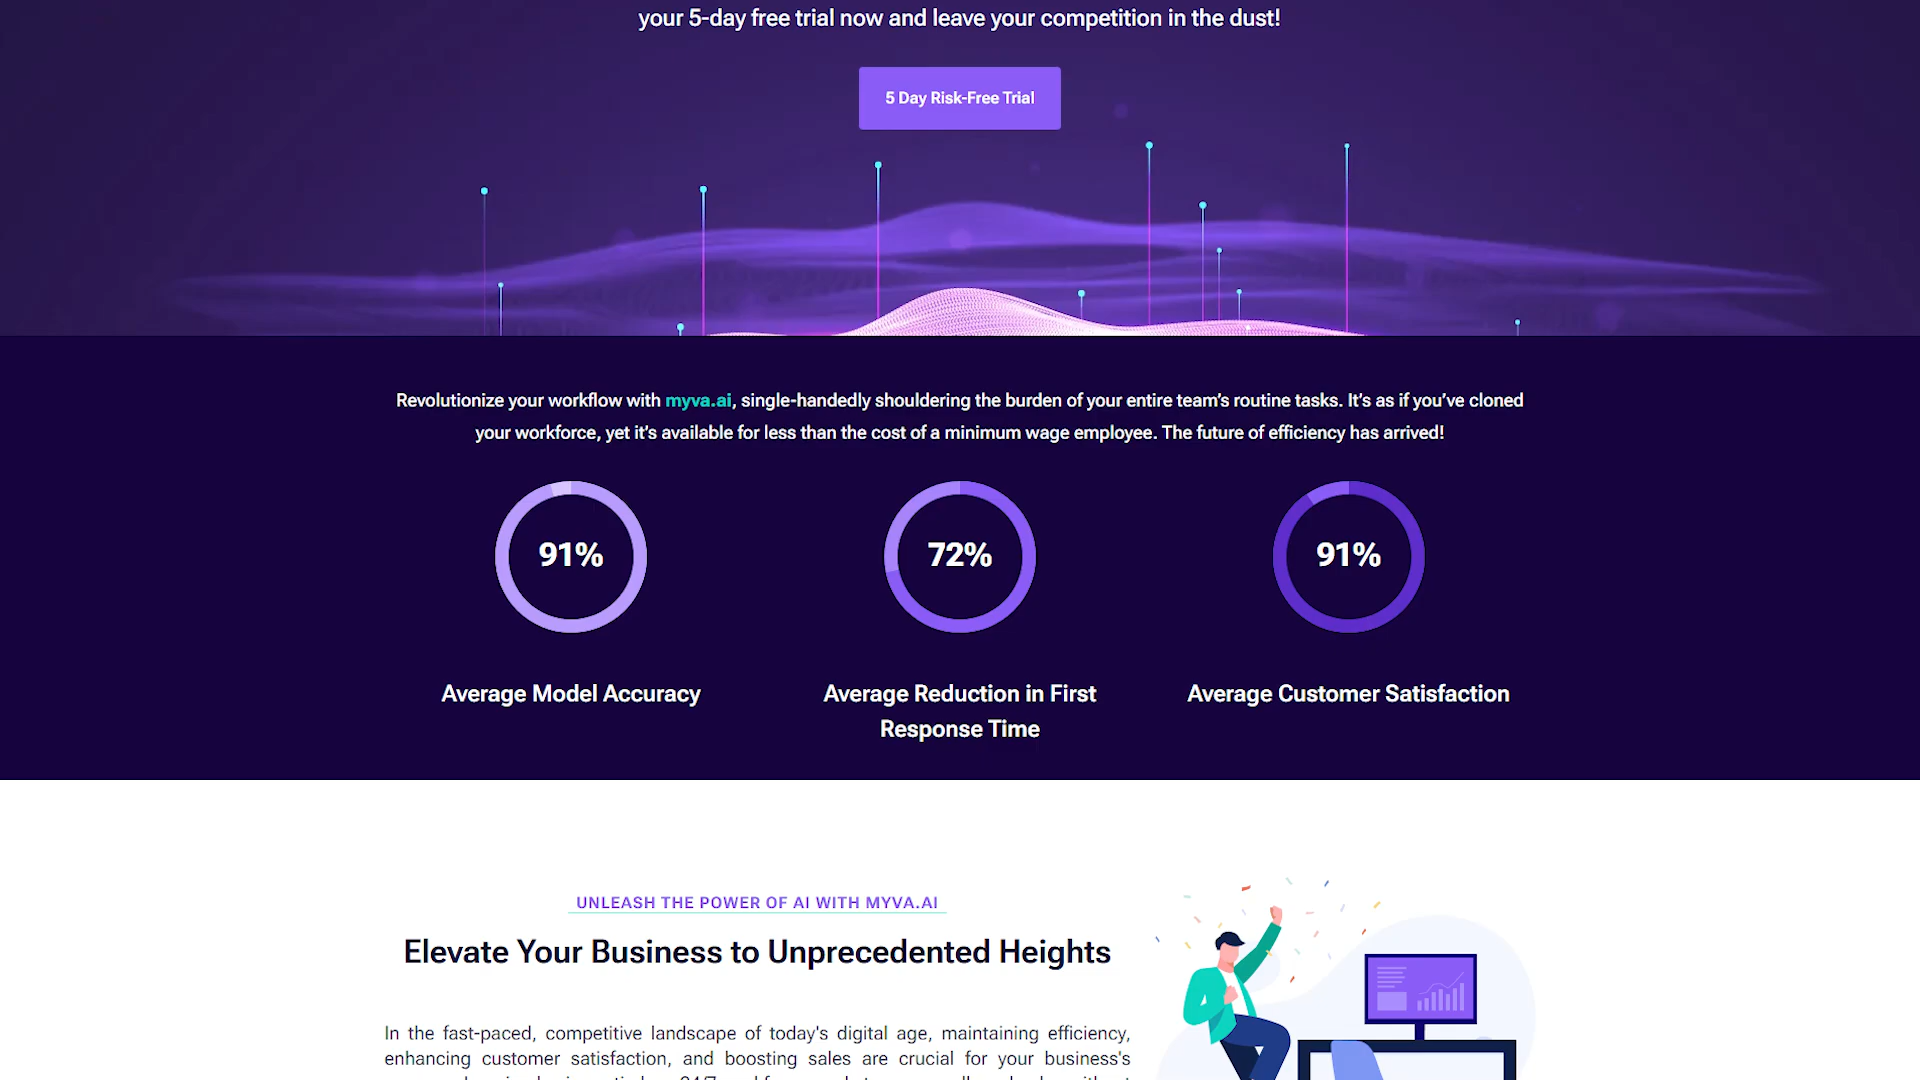 your 5-day free trial now and leave your competition in the dust!
5 Day Risk-Free Trial
Revolutionize your workflow with myva.ai, single-handedly shouldering the burden of your entire team's routine tasks. It's as if you've cloned
your workforce, yet it's available for less than the cost of a minimum wage employee. The future of efficiency has arrived!
91%
72%
91%
Average Model Accuracy
Average Reduction in First
Response Time
Average Customer Satisfaction
UNLEASH THE POWER OF AI WITH MYVA.AI
Elevate Your Business to Unprecedented Heights
In the fast-paced, competitive landscape of today's digital age, maintaining efficiency,
enhancing customer satisfaction, and boosting sales are crucial for your business's